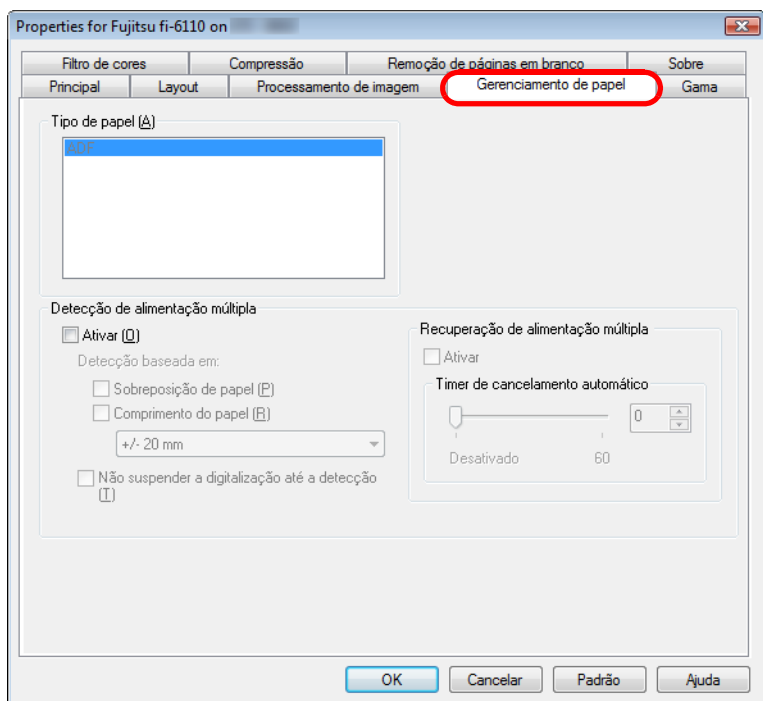 Properties for Fujitsu fi-6110 on
Filtro de cores Compressão Remoção de páginas em branco Sobre
Principal Layout Processamento de imagem Gerenciamento de papel Gama
Tipo de papel (A)
ADF
Detecção de alimentação múltipla
Ativar (O)
Detecção baseada em:
Sobreposição de papel (P)
Comprimento do papel (R)
+/- 20 mm
Não suspender a digitalização até a detecção
(T)
Recuperação de alimentação múltipla
Ativar
Timer de cancelamento automático
0
Desativado 60
OK Cancelar Padrão Ajuda